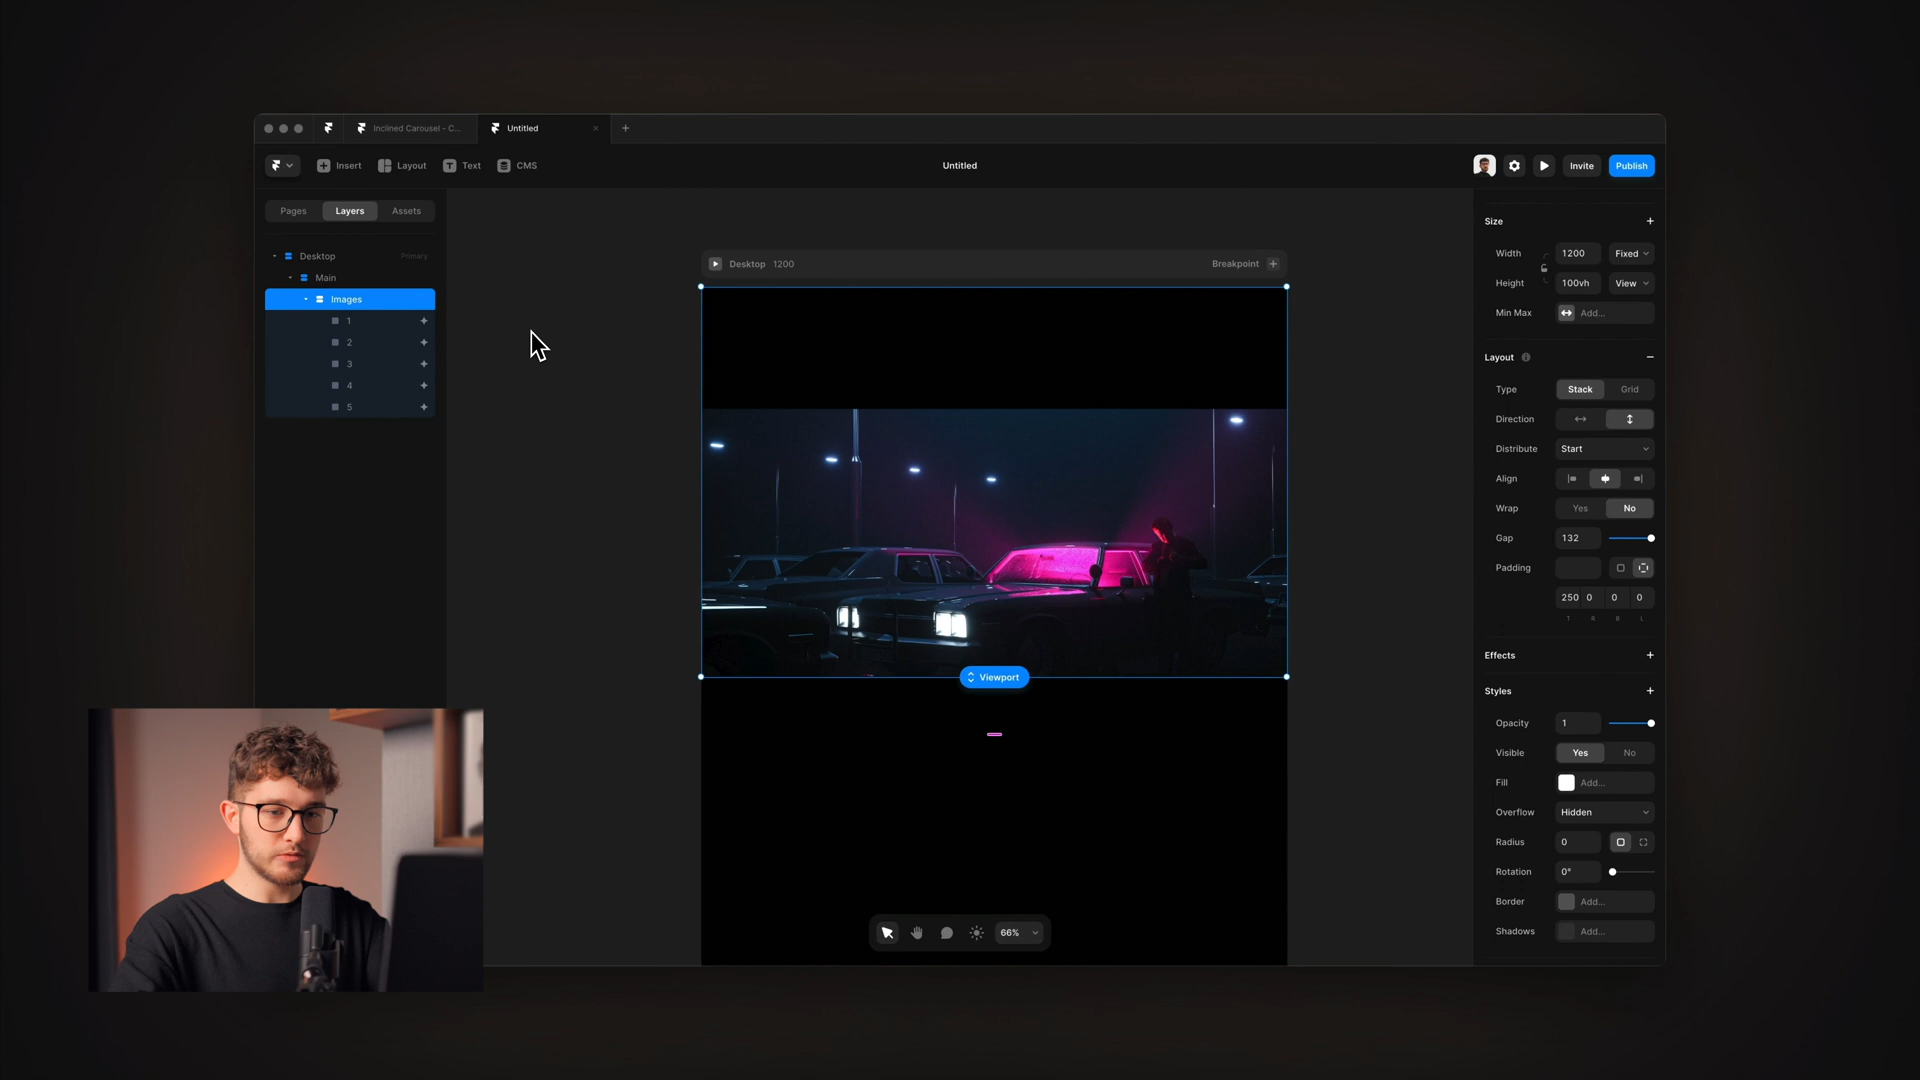 Inclined Carousel - C...
Untitled
Insert
Layout
Text
CMS
Untitled
Invite
Publish
Pages
Layers
Assets
Desktop
Primary
Main
Images
1
2
3
4
5
Desktop 1200
Breakpoint
Viewport
66%
Size
Width 1200 Fixed
Height 100vh View
Min Max Add...
Layout
Type Stack Grid
Direction
Distribute Start
Align
Wrap Yes No
Gap 132
Padding
250 0 0 0
T R B L
Effects
Styles
Opacity 1
Visible Yes No
Fill Add...
Overflow Hidden
Radius 0
Rotation 0°
Border Add...
Shadows Add...